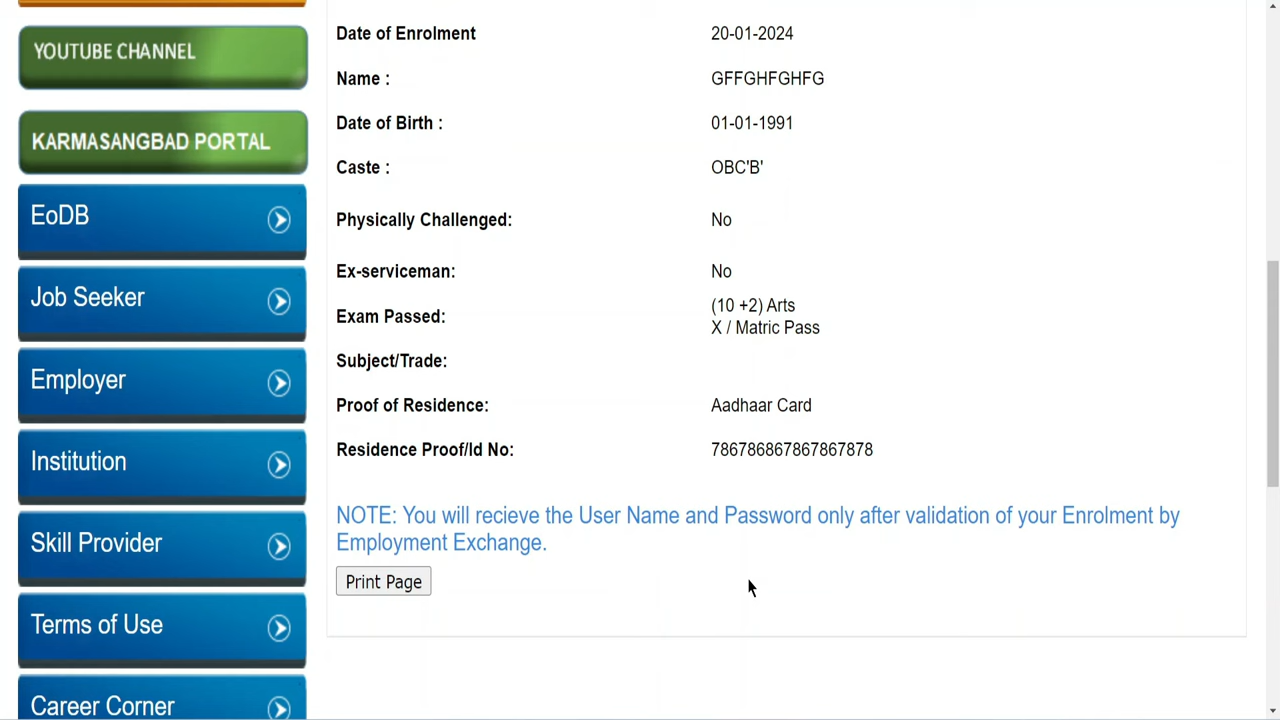 YOUTUBE CHANNEL
KARMASANGBAD PORTAL
EoDB
Job Seeker
Employer
Institution
Skill Provider
Terms of Use
Career Corner
Date of Enrolment 20-01-2024
Name : GFFGHFGHFG
Date of Birth : 01-01-1991
Caste : OBC'B'
Physically Challenged: No
Ex-serviceman: No
Exam Passed: (10 +2) Arts
X / Matric Pass
Subject/Trade:
Proof of Residence: Aadhaar Card
Residence Proof/Id No: 786786867867867878
NOTE: You will recieve the User Name and Password only after validation of your Enrolment by
Employment Exchange.
Print Page